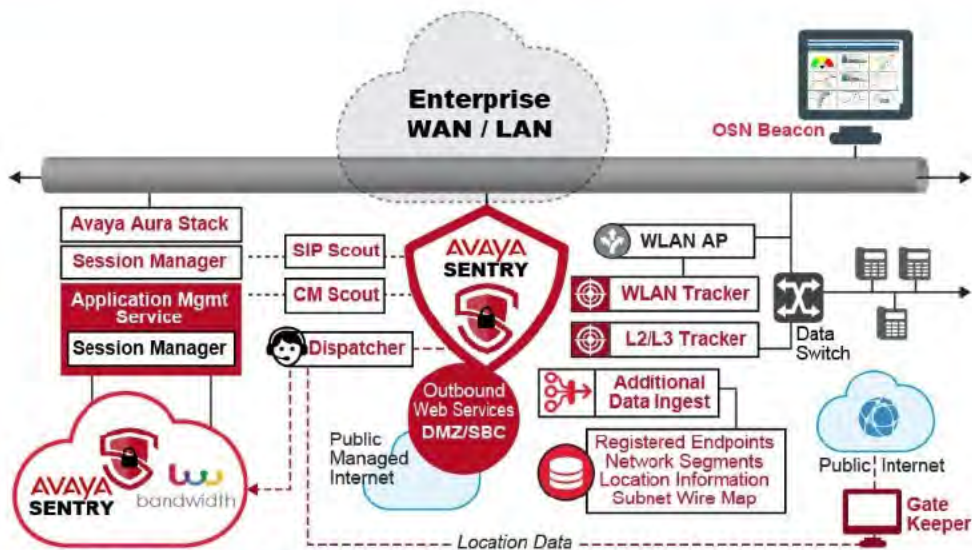 Enterprise
WAN / LAN
OSN Beacon
Avaya Aura Stack
Session Manager
Application Mgmt
Service
Session Manager
SIP Scout
CM Scout
Dispatcher
AVAYA
SENTRY
Outbound
Web Services
DMZ/SBC
Public
Managed
Internet
WLAN AP
WLAN Tracker
L2/L3 Tracker
Data
Switch
Additional
Data Ingest
Registered Endpoints
Network Segments
Location Information
Subnet Wire Map
Public Internet
Gate
Keeper
AVAYA
SENTRY
bandwidth
Location Data